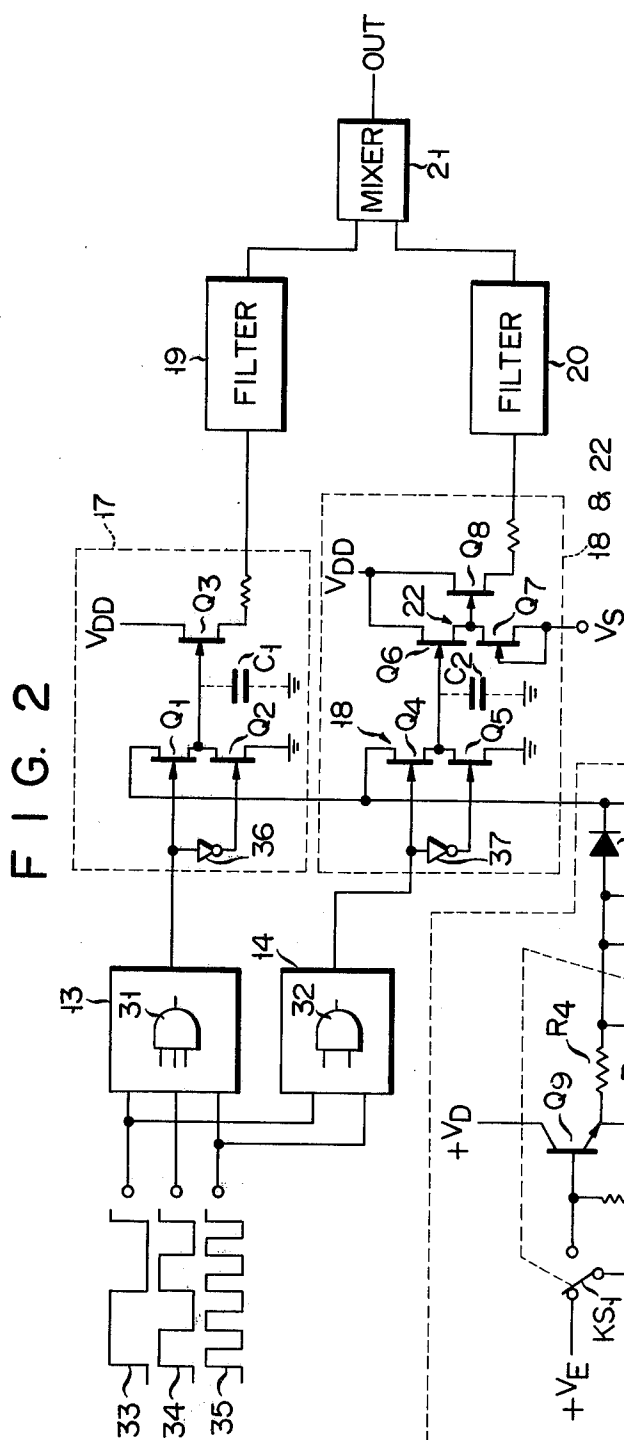 FIG. 2
33
34
35
13
31
14
32
17
VDD
Q1
Q2
Q3
C1
36
19
FILTER
MIXER
21
OUT
18
Q4
Q5
Q6
C2
22
VDD
Q8
Q7
VS
37
18 & 22
FILTER
20
+VE
KS1
+VD
Q9
R4